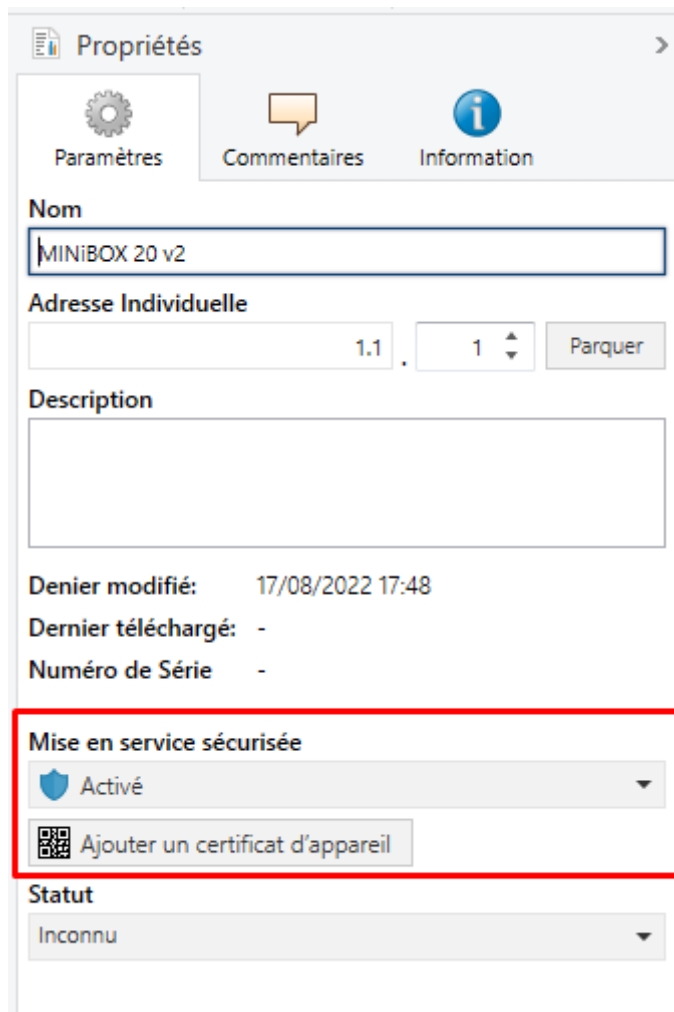 Propriétés
Paramètres Commentaires Information
Nom
MINiBOX 20 v2
Adresse Individuelle
1.1 . 1 Parquer
Description
Denier modifié: 17/08/2022 17:48
Dernier téléchargé: -
Numéro de Série -
Mise en service sécurisée
Activé
Ajouter un certificat d'appareil
Statut
Inconnu